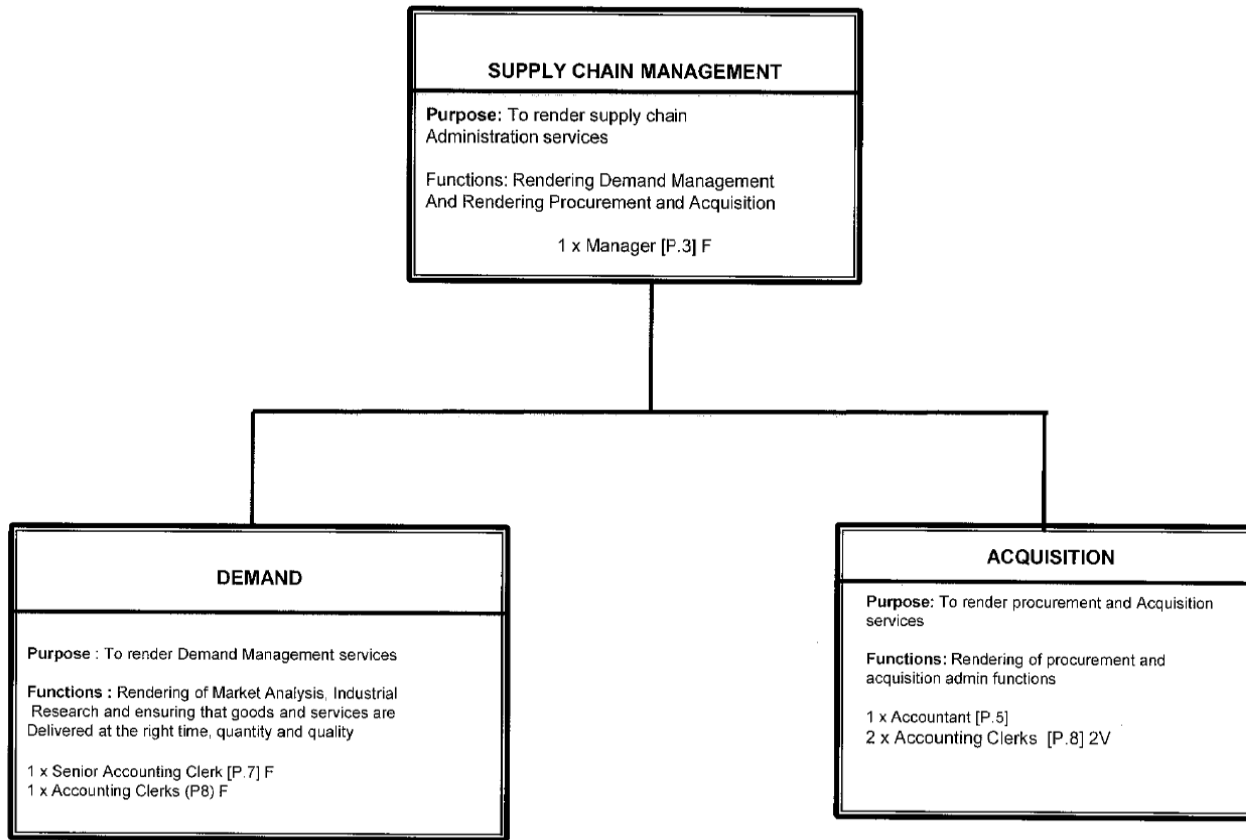 SUPPLY CHAIN MANAGEMENT
Purpose: To render supply chain
Administration services
Functions: Rendering Demand Management
And Rendering Procurement and Acquisition
1 x Manager [P.3] F
DEMAND
Purpose : To render Demand Management services
Functions : Rendering of Market Analysis, Industrial
Research and ensuring that goods and services are
Delivered at the right time, quantity and quality
1 x Senior Accounting Clerk [P.7] F
1 x Accounting Clerks (P8) F
ACQUISITION
Purpose: To render procurement and Acquisition
services
Functions: Rendering of procurement and
acquisition admin functions
1 x Accountant [P.5]
2 x Accounting Clerks [P.8] 2V